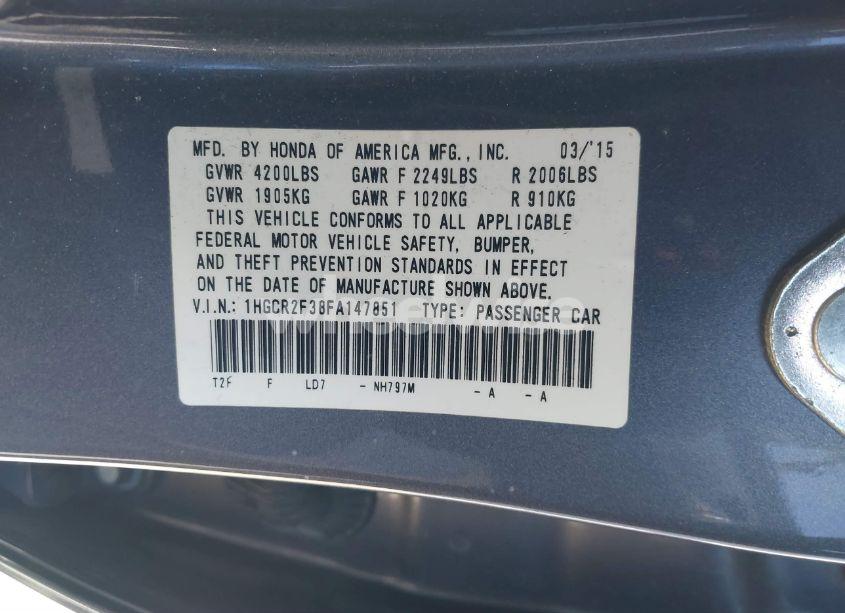 MFD. BY HONDA OF AMERICA MFG., INC. 03/'15
GVWR 4200LBS GAWR F 2249LBS R 2006LBS
GVWR 1905KG GAWR F 1020KG R 910KG
THIS VEHICLE CONFORMS TO ALL APPLICABLE
FEDERAL MOTOR VEHICLE SAFETY, BUMPER,
AND THEFT PREVENTION STANDARDS IN EFFECT
ON THE DATE OF MANUFACTURE SHOWN ABOVE.
V.I.N.: 1HGCR2F38FA147851 TYPE: PASSENGER CAR
T2F F LD7 - NH797M - A - A